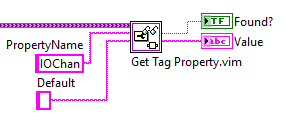 TF
Found?
PropertyName
IOChan
abc
Value
Default
Get Tag Property.vim